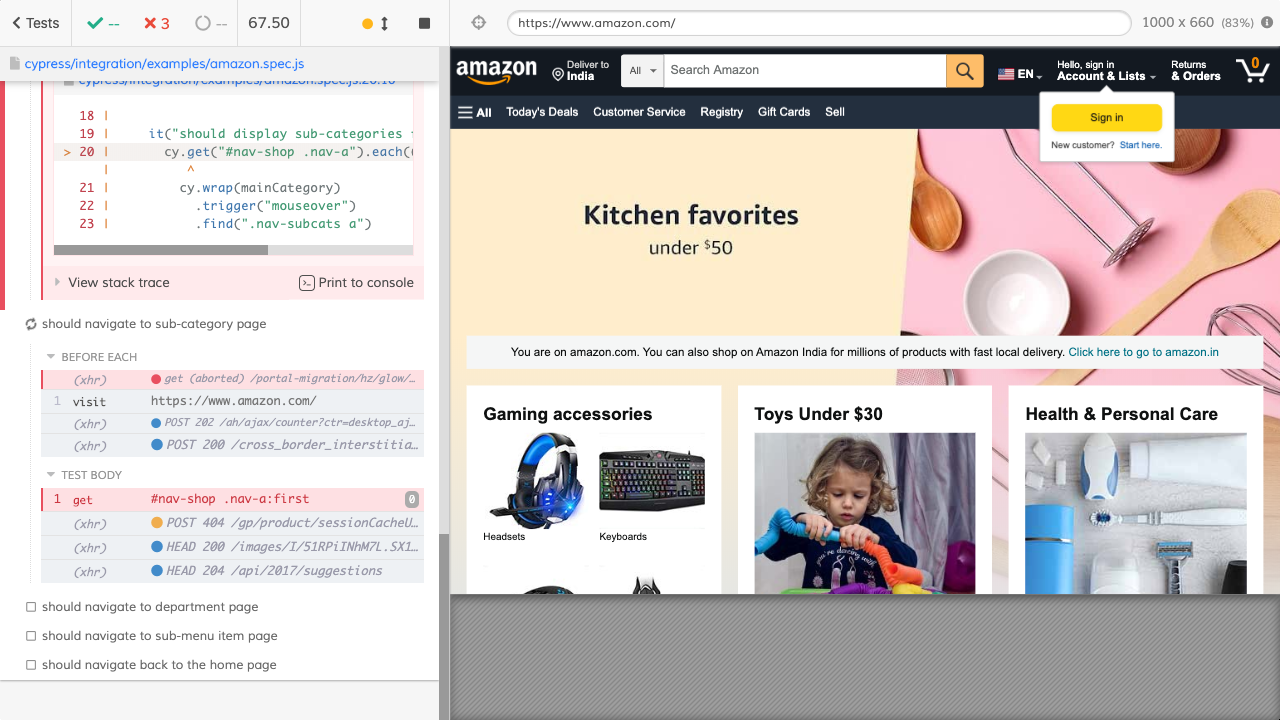 Tests
--
3
--
67.50
https://www.amazon.com/
1000 x 660 (83%)
cypress/integration/examples/amazon.spec.js
18 |
19 | it("should display sub-categories
> 20 | cy.get("#nav-shop .nav-a").each(
| ^
21 | cy.wrap(mainCategory)
22 | .trigger("mouseover")
23 | .find(".nav-subcats a")
View stack trace
Print to console
should navigate to sub-category page
BEFORE EACH
(xhr) get (aborted) /portal-migration/hz/glow/…
1 visit https://www.amazon.com/
(xhr) POST 202 /ah/ajax/counter?ctr=desktop_aj…
(xhr) POST 200 /cross_border_interstitia…
TEST BODY
1 get #nav-shop .nav-a:first 0
(xhr) POST 404 /gp/product/sessionCacheU…
(xhr) HEAD 200 /images/I/51RPiINhM7L.SX1…
(xhr) HEAD 204 /api/2017/suggestions
should navigate to department page
should navigate to sub-menu item page
should navigate back to the home page
amazon
Deliver to
India
All
Search Amazon
EN
Hello, sign in
Account & Lists
Returns
& Orders
0
All
Today's Deals
Customer Service
Registry
Gift Cards
Sell
Sign in
New customer? Start here.
Kitchen favorites
under $50
You are on amazon.com. You can also shop on Amazon India for millions of products with fast local delivery. Click here to go to amazon.in
Gaming accessories
Headsets
Keyboards
Toys Under $30
you're dancing with
Health & Personal Care